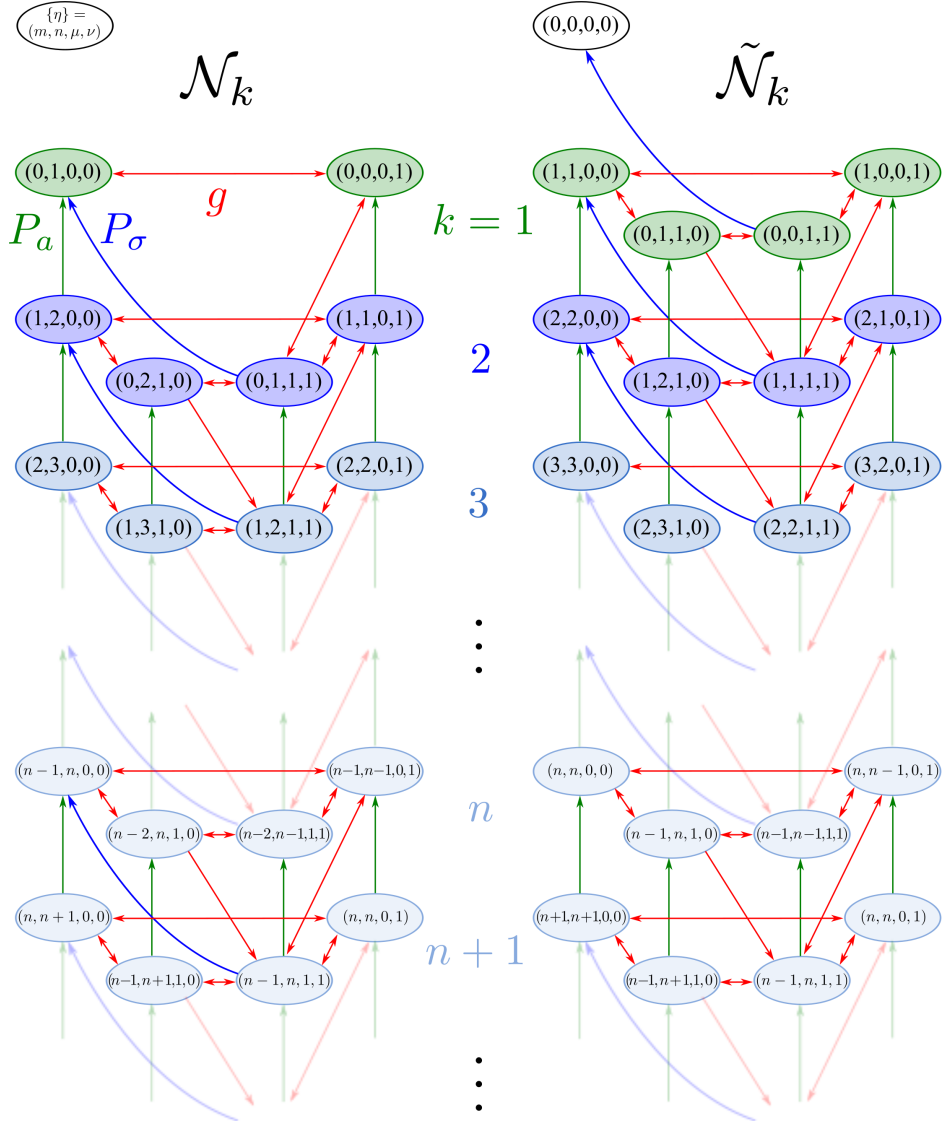 {η} =
(m, n, μ, ν)
(0,0,0,0)
𝒩_k
𝒩̃_k
(0,1,0,0) (0,0,0,1) (1,1,0,0) (1,0,0,1)
g
P_a P_σ k = 1 (0,1,1,0) (0,0,1,1)
(1,2,0,0) (1,1,0,1) (2,2,0,0) (2,1,0,1)
2
(0,2,1,0) (0,1,1,1) (1,2,1,0) (1,1,1,1)
(2,3,0,0) (2,2,0,1) (3,3,0,0) (3,2,0,1)
3
(1,3,1,0) (1,2,1,1) (2,3,1,0) (2,2,1,1)
⋮
(n − 1, n, 0, 0) (n−1,n−1,0,1) (n, n, 0, 0) (n, n − 1, 0, 1)
n
(n − 2, n, 1, 0) (n−2,n−1,1,1) (n − 1, n, 1, 0) (n−1,n−1,1,1)
(n, n + 1, 0, 0) (n, n, 0, 1) (n+1,n+1,0,0) (n, n, 0, 1)
n + 1
(n−1,n+1,1,0) (n − 1, n, 1, 1) (n−1,n+1,1,0) (n − 1, n, 1, 1)
⋮